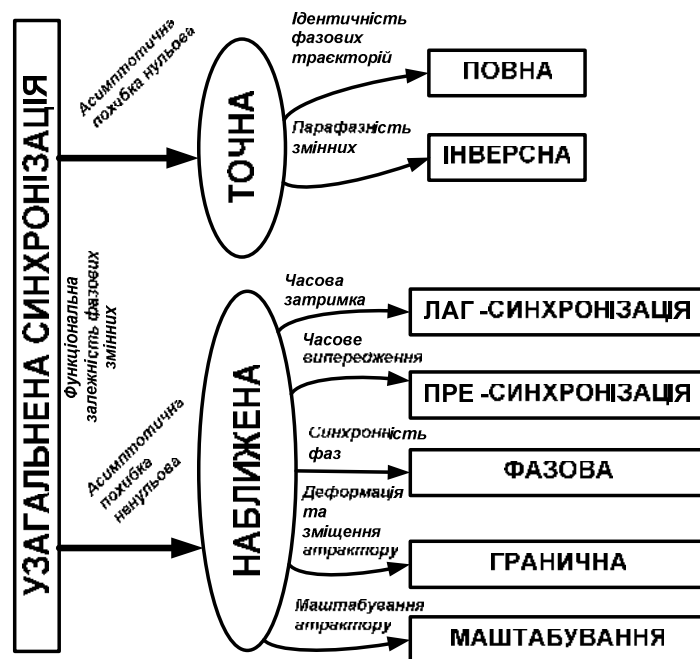 УЗАГАЛЬНЕНА СИНХРОНІЗАЦІЯ
Функціональна
залежність фазових
змінних
Асимптотична
похибка нульова
ТОЧНА
Ідентичність
фазових
траєкторій
ПОВНА
Парафазність
змінних
ІНВЕРСНА
Асимптотична
похибка
ненульова
НАБЛИЖЕНА
Часова
затримка
ЛАГ -СИНХРОНІЗАЦІЯ
Часове
випередження
ПРЕ -СИНХРОНІЗАЦІЯ
Синхронність
фаз
ФАЗОВА
Деформація
та
зміщення
атрактору
ГРАНИЧНА
Маштабування
атрактору
МАШТАБУВАННЯ